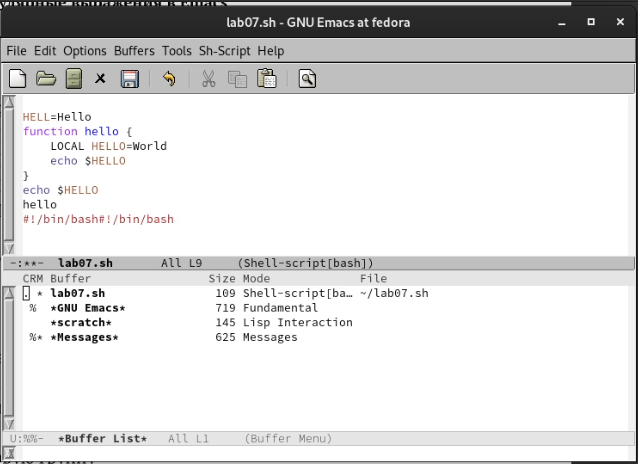 lab07.sh - GNU Emacs at fedora
File Edit Options Buffers Tools Sh-Script Help
HELL=Hello
function hello {
    LOCAL HELLO=World
    echo $HELLO
}
echo $HELLO
hello
#!/bin/bash#!/bin/bash
-:**-  lab07.sh       All L9     (Shell-script[bash])
CRM Buffer                Size Mode             File
. * lab07.sh               109 Shell-script[ba… ~/lab07.sh
 %  *GNU Emacs*            719 Fundamental
    *scratch*              145 Lisp Interaction
 %* *Messages*             625 Messages
U:%%-  *Buffer List*   All L1     (Buffer Menu)